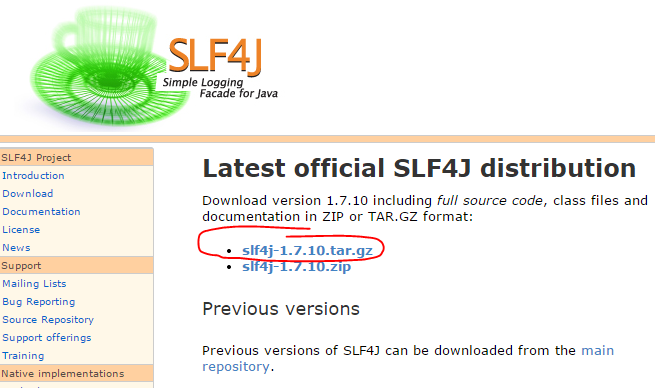 SLF4J
Simple Logging
Facade for Java
SLF4J Project
Introduction
Download
Documentation
License
News
Support
Mailing Lists
Bug Reporting
Source Repository
Support offerings
Training
Native implementations
Latest official SLF4J distribution
Download version 1.7.10 including full source code, class files and
documentation in ZIP or TAR.GZ format:
• slf4j-1.7.10.tar.gz
• slf4j-1.7.10.zip
Previous versions
Previous versions of SLF4J can be downloaded from the main
repository.